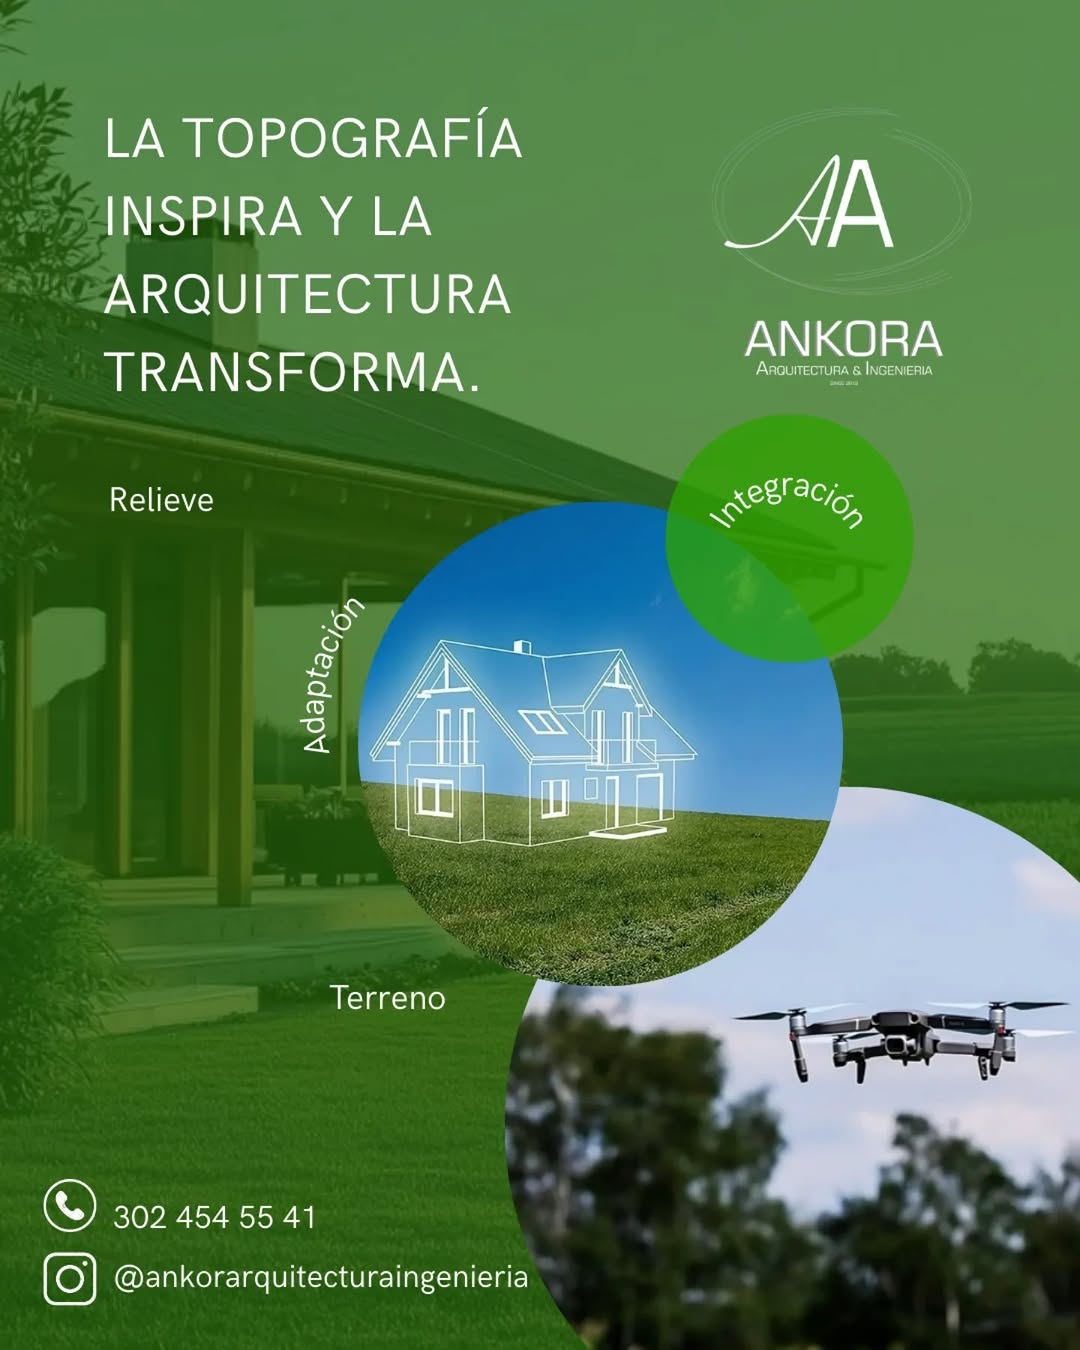 LA TOPOGRAFÍA
INSPIRA Y LA
ARQUITECTURA
TRANSFORMA.
AA
ANKORA
ARQUITECTURA & INGENIERIA
Integración
Relieve
Adaptación
Terreno
302 454 55 41
@ankorarquitecturaingenieria